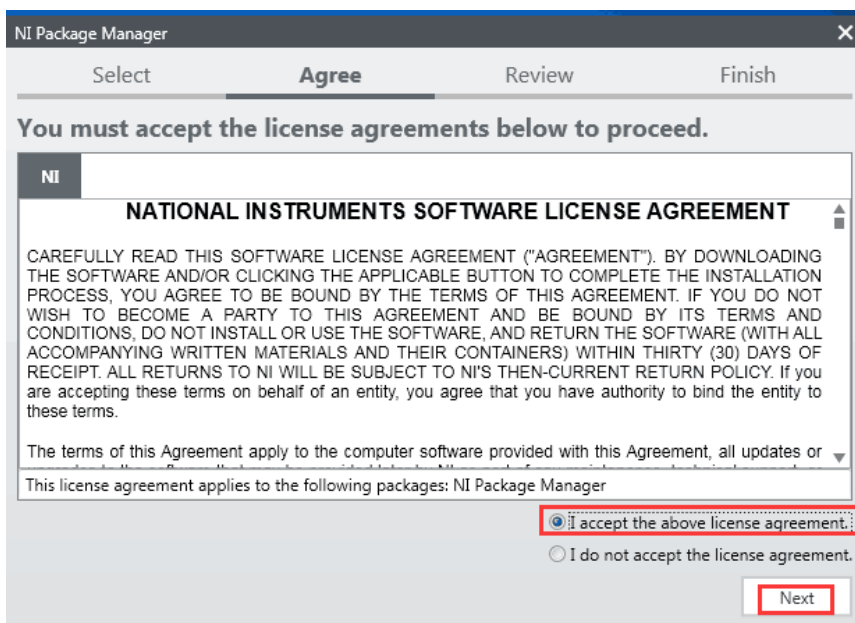 NI Package Manager
Select Agree Review Finish
You must accept the license agreements below to proceed.
NI
NATIONAL INSTRUMENTS SOFTWARE LICENSE AGREEMENT
CAREFULLY READ THIS SOFTWARE LICENSE AGREEMENT ("AGREEMENT"). BY DOWNLOADING
THE SOFTWARE AND/OR CLICKING THE APPLICABLE BUTTON TO COMPLETE THE INSTALLATION
PROCESS, YOU AGREE TO BE BOUND BY THE TERMS OF THIS AGREEMENT. IF YOU DO NOT
WISH TO BECOME A PARTY TO THIS AGREEMENT AND BE BOUND BY ITS TERMS AND
CONDITIONS, DO NOT INSTALL OR USE THE SOFTWARE, AND RETURN THE SOFTWARE (WITH ALL
ACCOMPANYING WRITTEN MATERIALS AND THEIR CONTAINERS) WITHIN THIRTY (30) DAYS OF
RECEIPT. ALL RETURNS TO NI WILL BE SUBJECT TO NI'S THEN-CURRENT RETURN POLICY. If you
are accepting these terms on behalf of an entity, you agree that you have authority to bind the entity to
these terms.
The terms of this Agreement apply to the computer software provided with this Agreement, all updates or
This license agreement applies to the following packages: NI Package Manager
I accept the above license agreement.
I do not accept the license agreement.
Next